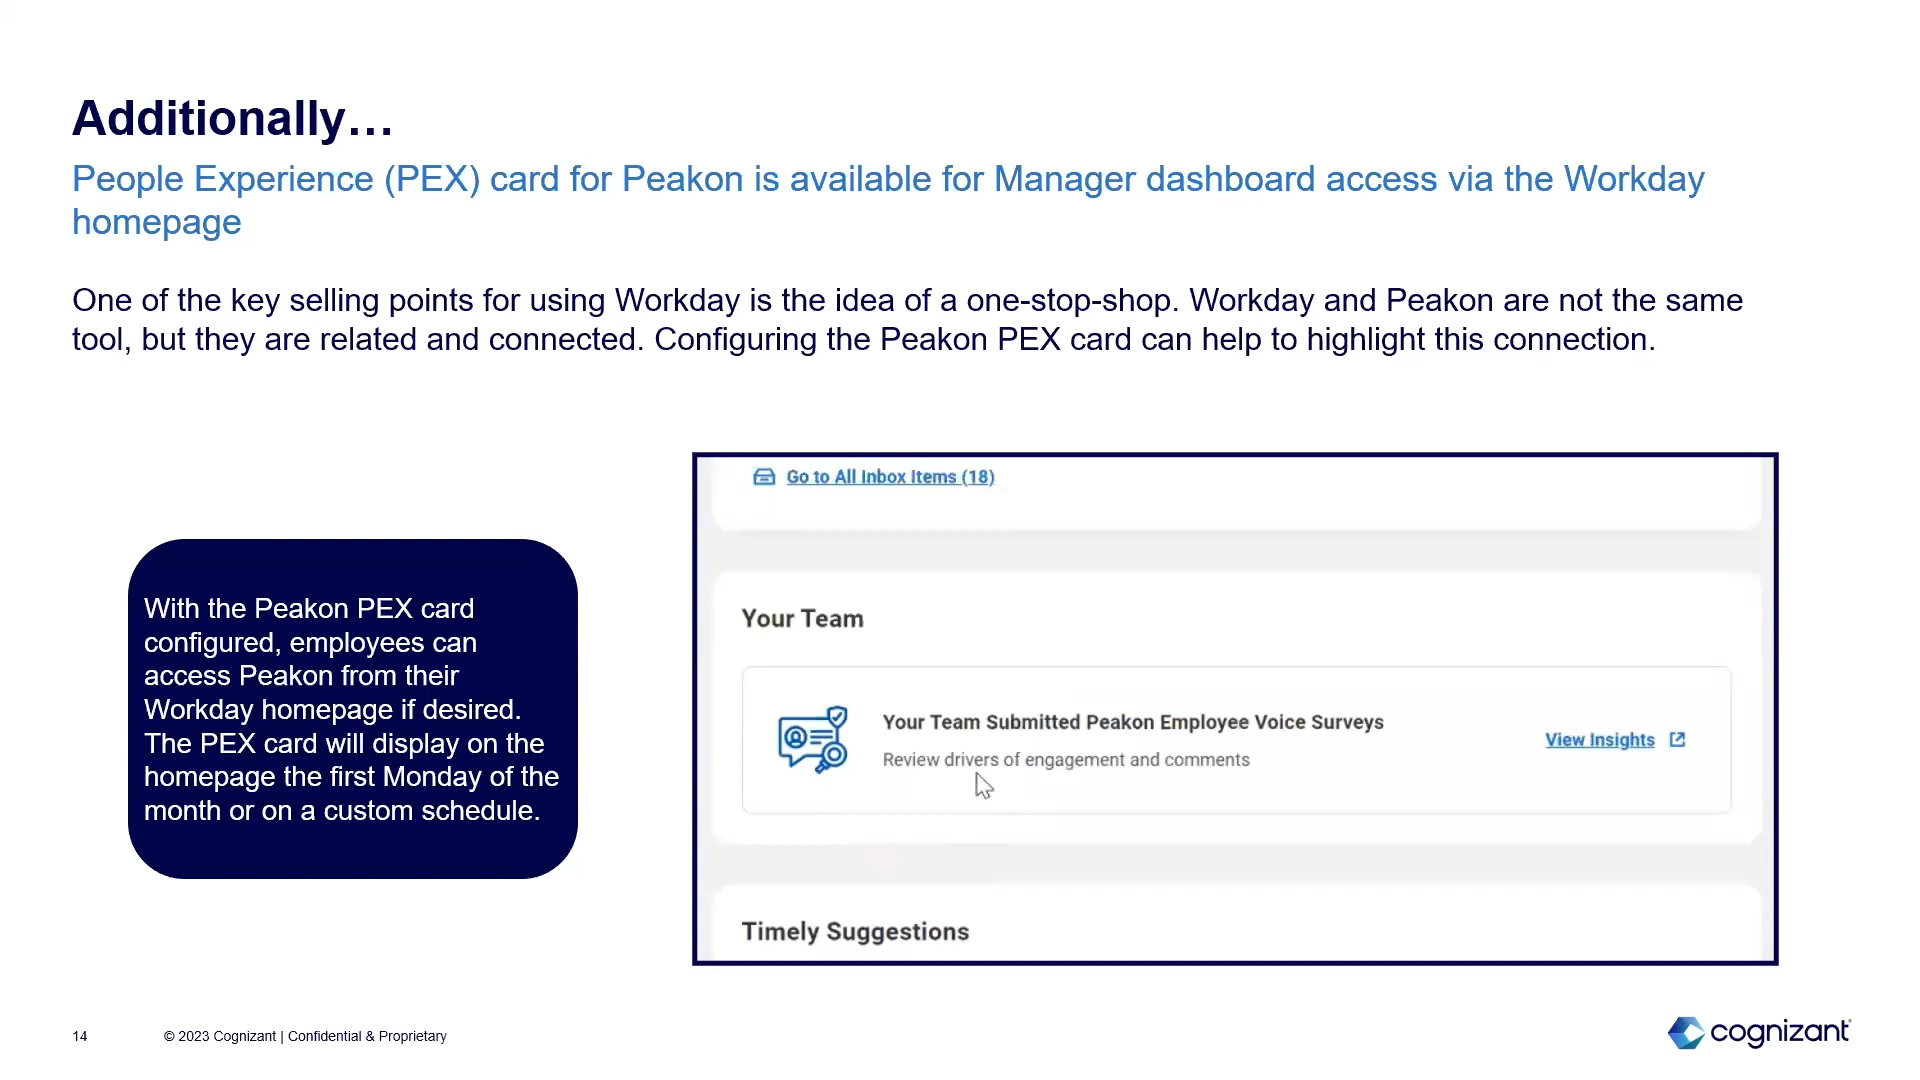 Additionally…
People Experience (PEX) card for Peakon is available for Manager dashboard access via the Workday
homepage
One of the key selling points for using Workday is the idea of a one-stop-shop. Workday and Peakon are not the same
tool, but they are related and connected. Configuring the Peakon PEX card can help to highlight this connection.
With the Peakon PEX card
configured, employees can
access Peakon from their
Workday homepage if desired.
The PEX card will display on the
homepage the first Monday of the
month or on a custom schedule.
Go to All Inbox Items (18)
Your Team
Your Team Submitted Peakon Employee Voice Surveys
Review drivers of engagement and comments
View Insights
Timely Suggestions
14
© 2023 Cognizant | Confidential & Proprietary
cognizant